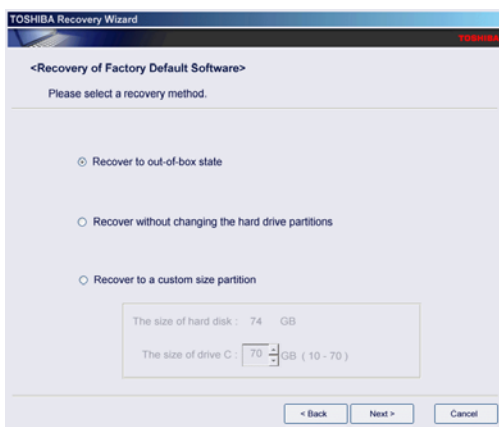 TOSHIBA Recovery Wizard
TOSHIBA
<Recovery of Factory Default Software>
Please select a recovery method.
Recover to out-of-box state
Recover without changing the hard drive partitions
Recover to a custom size partition
The size of hard disk : 74 GB
The size of drive C : 70 GB ( 10 - 70 )
< Back Next > Cancel